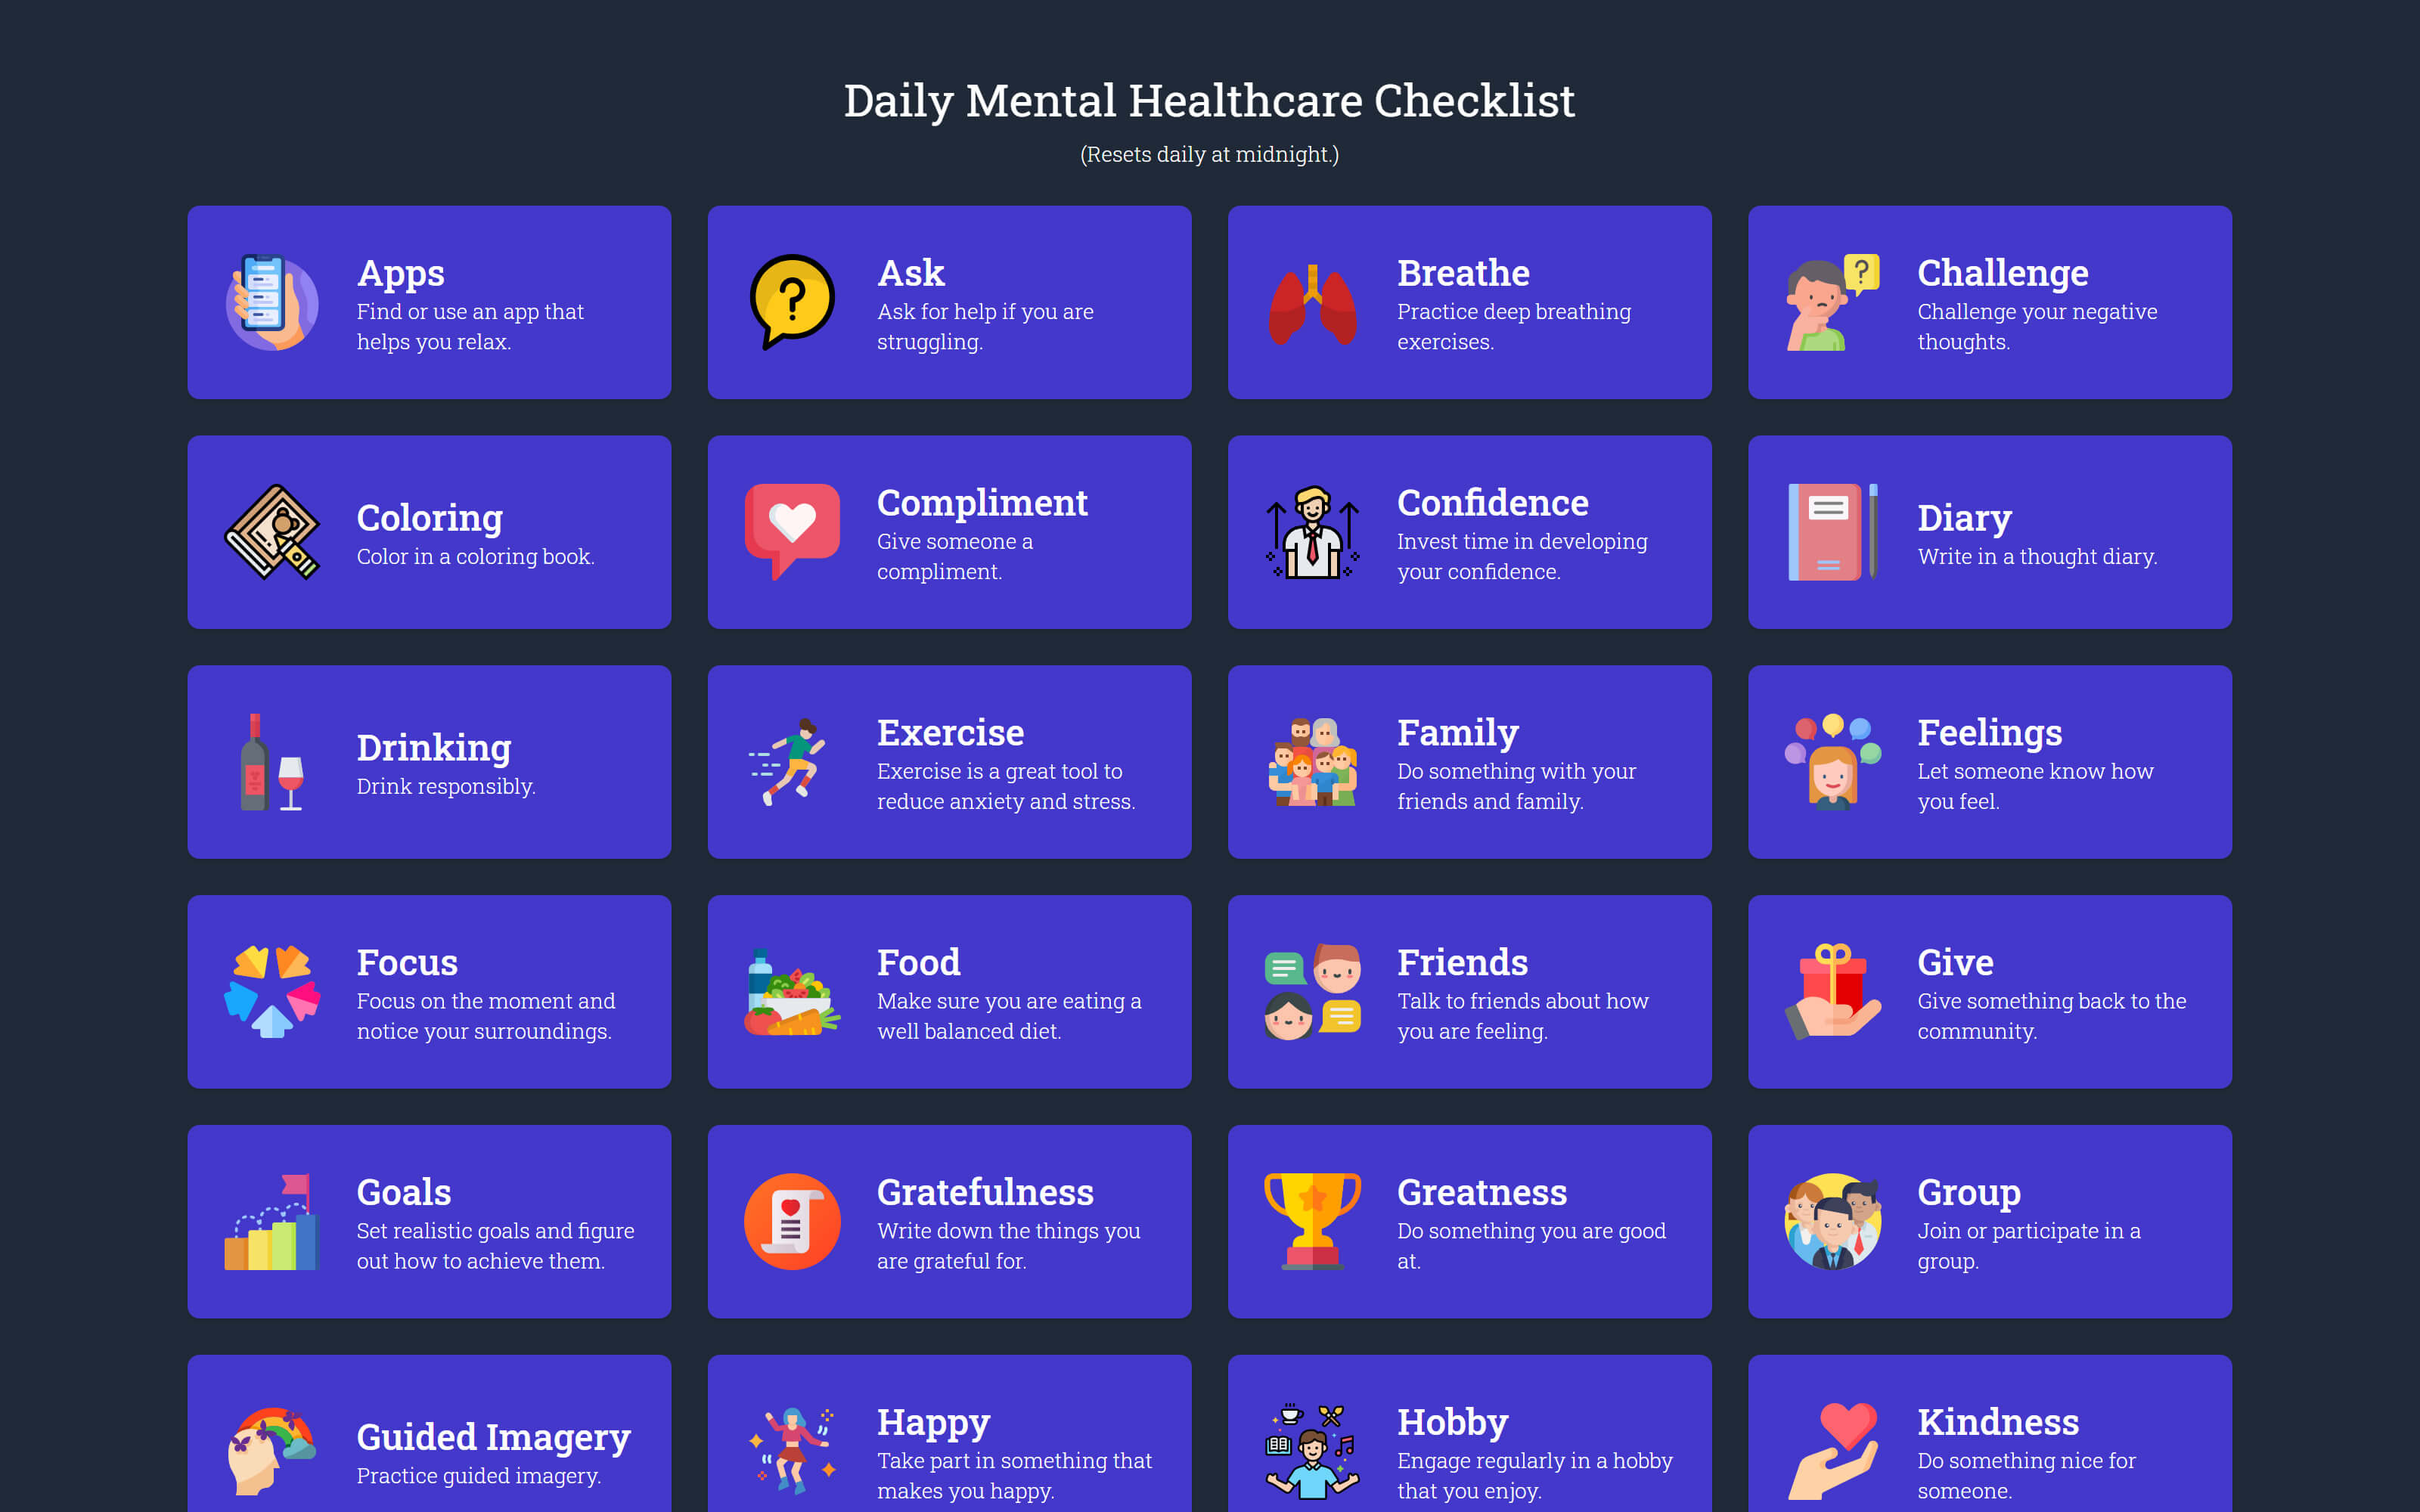 Daily Mental Healthcare Checklist
(Resets daily at midnight.)
Apps
Find or use an app that
helps you relax.
Ask
Ask for help if you are
struggling.
Breathe
Practice deep breathing
exercises.
Challenge
Challenge your negative
thoughts.
Coloring
Color in a coloring book.
Compliment
Give someone a
compliment.
Confidence
Invest time in developing
your confidence.
Diary
Write in a thought diary.
Drinking
Drink responsibly.
Exercise
Exercise is a great tool to
reduce anxiety and stress.
Family
Do something with your
friends and family.
Feelings
Let someone know how
you feel.
Focus
Focus on the moment and
notice your surroundings.
Food
Make sure you are eating a
well balanced diet.
Friends
Talk to friends about how
you are feeling.
Give
Give something back to the
community.
Goals
Set realistic goals and figure
out how to achieve them.
Gratefulness
Write down the things you
are grateful for.
Greatness
Do something you are good
at.
Group
Join or participate in a
group.
Guided Imagery
Practice guided imagery.
Happy
Take part in something that
makes you happy.
Hobby
Engage regularly in a hobby
that you enjoy.
Kindness
Do something nice for
someone.